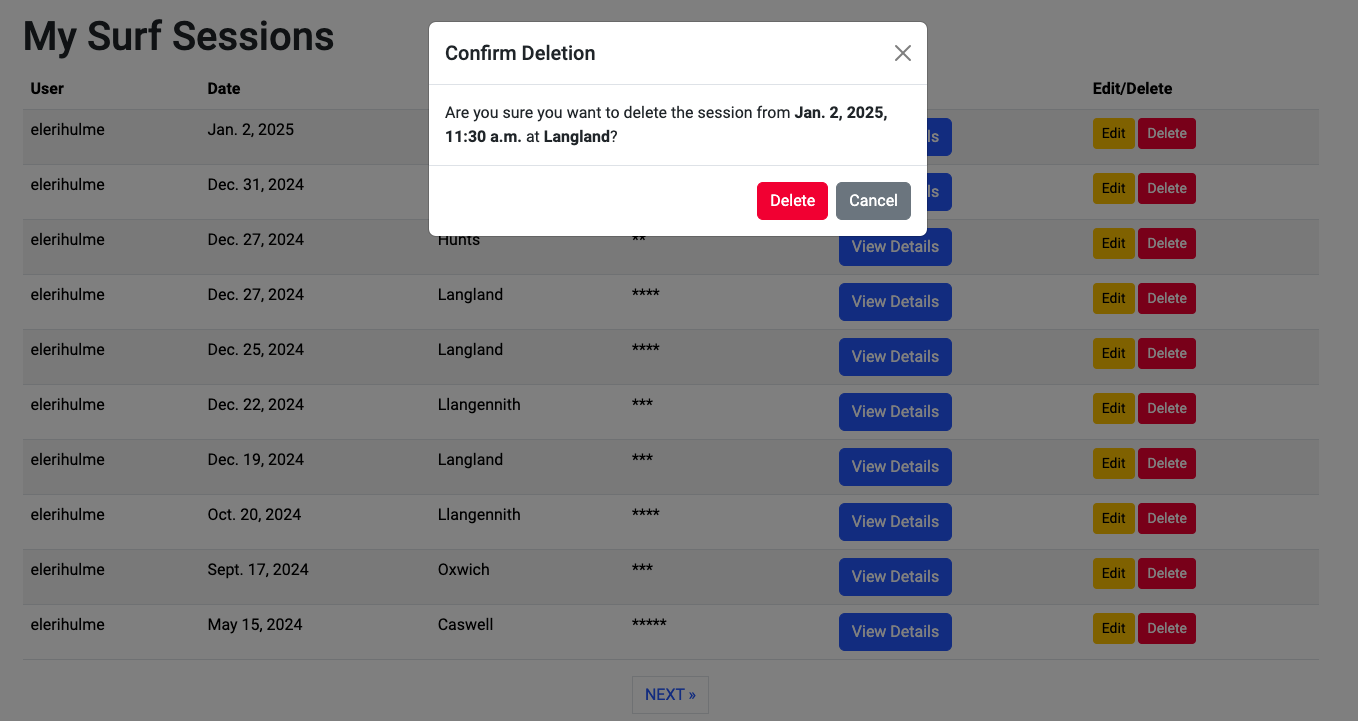 My Surf Sessions
Confirm Deletion
Are you sure you want to delete the session from Jan. 2, 2025,
11:30 a.m. at Langland?
Delete Cancel
User Date Edit/Delete
elerihulme Jan. 2, 2025 Edit Delete
elerihulme Dec. 31, 2024 Edit Delete
elerihulme Dec. 27, 2024 Hunts ** View Details Edit Delete
elerihulme Dec. 27, 2024 Langland **** View Details Edit Delete
elerihulme Dec. 25, 2024 Langland **** View Details Edit Delete
elerihulme Dec. 22, 2024 Llangennith *** View Details Edit Delete
elerihulme Dec. 19, 2024 Langland *** View Details Edit Delete
elerihulme Oct. 20, 2024 Llangennith **** View Details Edit Delete
elerihulme Sept. 17, 2024 Oxwich *** View Details Edit Delete
elerihulme May 15, 2024 Caswell ***** View Details Edit Delete
NEXT »